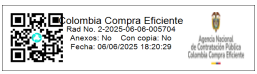 Colombia Compra Eficiente
Rad No. 2-2025-06-06-005704
Anexos: No Con copia: No
Fecha: 06/06/2025 18:20:29
Agencia Nacional
de Contratación Pública
Colombia Compra Eficiente